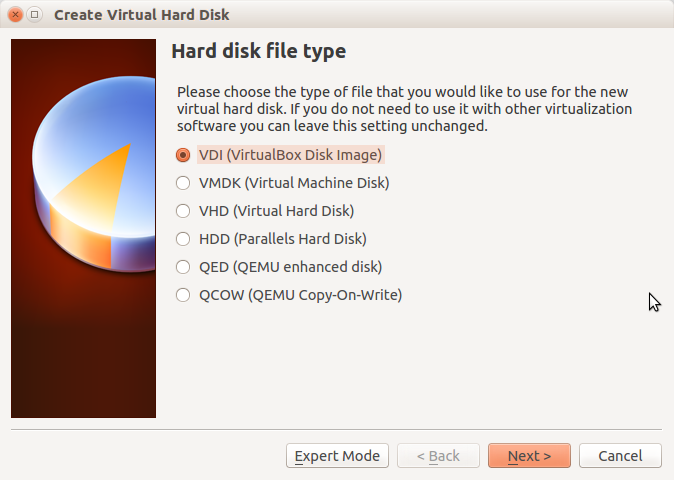 Create Virtual Hard Disk
Hard disk file type
Please choose the type of file that you would like to use for the new
virtual hard disk. If you do not need to use it with other virtualization
software you can leave this setting unchanged.
VDI (VirtualBox Disk Image)
VMDK (Virtual Machine Disk)
VHD (Virtual Hard Disk)
HDD (Parallels Hard Disk)
QED (QEMU enhanced disk)
QCOW (QEMU Copy-On-Write)
Expert Mode < Back Next > Cancel